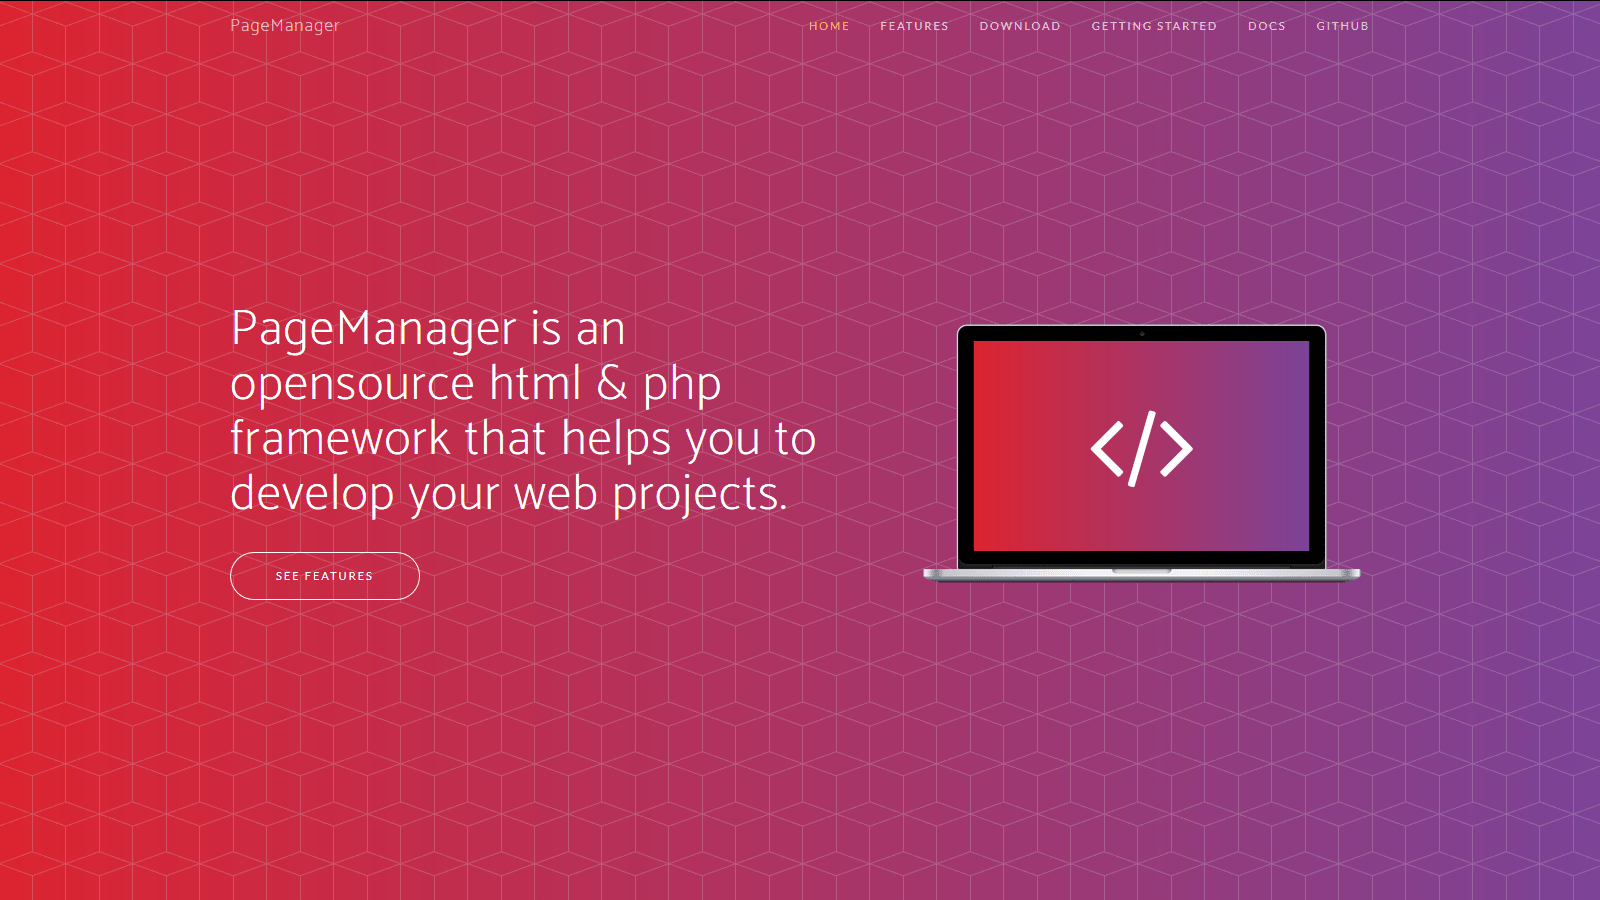 PageManager
HOME FEATURES DOWNLOAD GETTING STARTED DOCS GITHUB
PageManager is an
opensource html & php
framework that helps you to
develop your web projects.
SEE FEATURES
</>